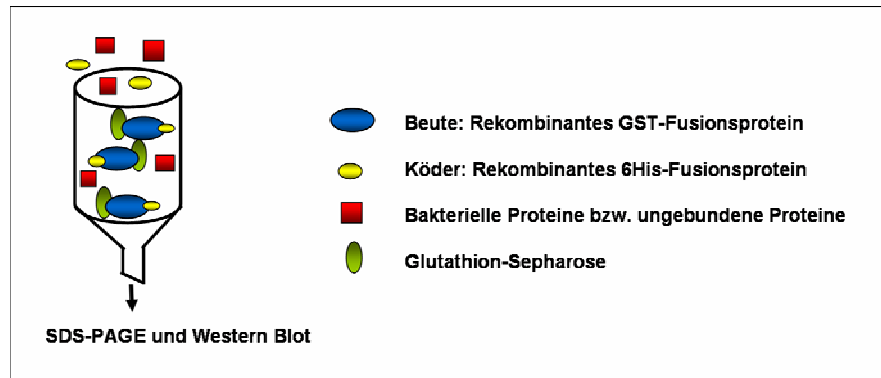 Beute: Rekombinantes GST-Fusionsprotein
Köder: Rekombinantes 6His-Fusionsprotein
Bakterielle Proteine bzw. ungebundene Proteine
Glutathion-Sepharose
SDS-PAGE und Western Blot